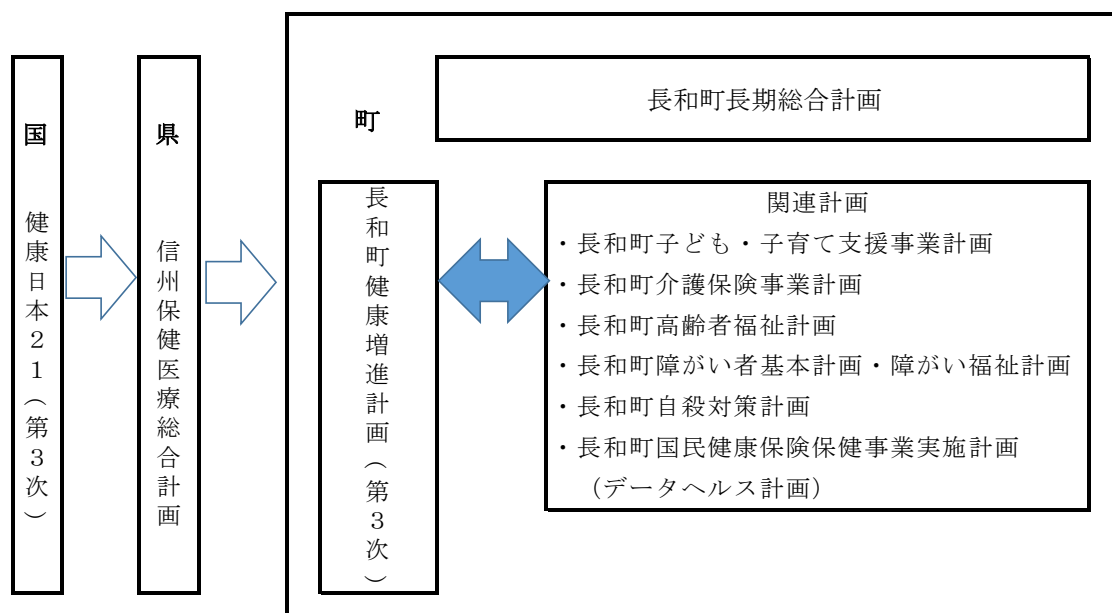 国　健康日本２１（第３次）
県　信州保健医療総合計画
町
長和町長期総合計画
長和町健康増進計画（第３次）
関連計画
・長和町子ども・子育て支援事業計画
・長和町介護保険事業計画
・長和町高齢者福祉計画
・長和町障がい者基本計画・障がい福祉計画
・長和町自殺対策計画
・長和町国民健康保険保健事業実施計画
（データヘルス計画）